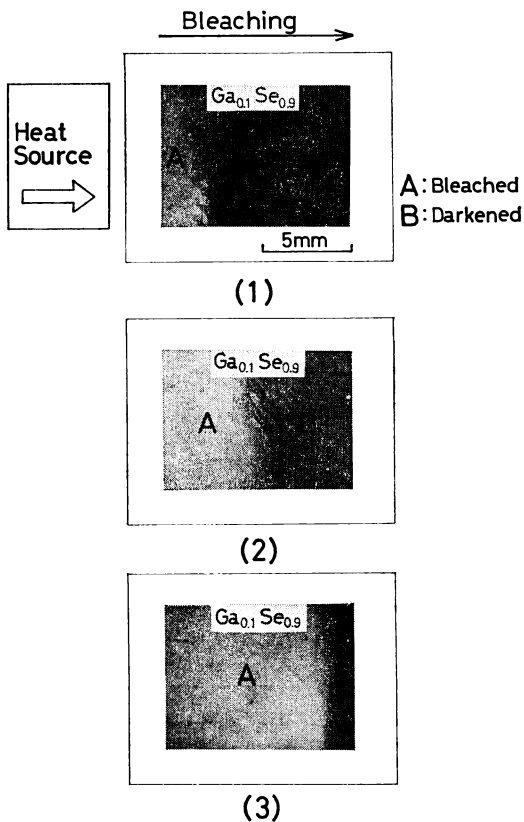 Bleaching
Ga0.1 Se0.9
Heat
Source
A
A: Bleached
B: Darkened
5mm
(1)
Ga0.1 Se0.9
A
(2)
Ga0.1 Se0.9
A
(3)